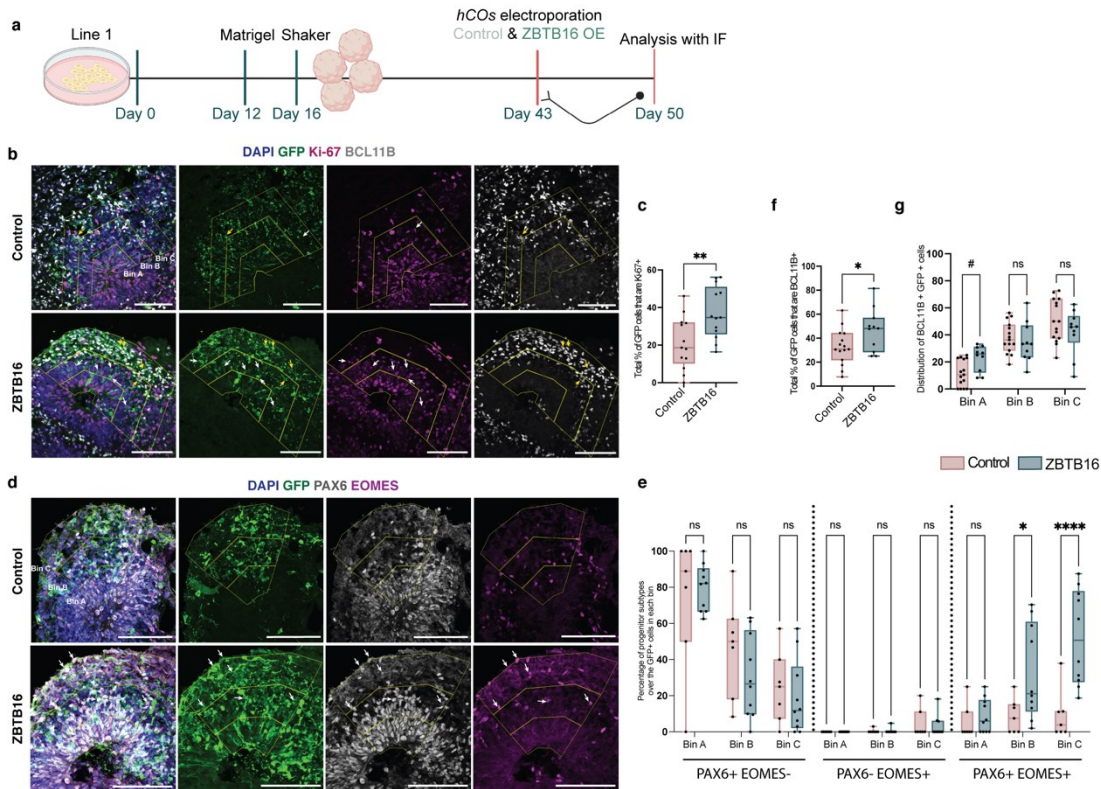 a
Line 1
Matrigel Shaker
hCOs electroporation
Control & ZBTB16 OE
Analysis with IF
Day 0
Day 12
Day 16
Day 43
Day 50
b
DAPI GFP Ki-67 BCL11B
Control
Bin C
Bin B
Bin A
ZBTB16
c
**
Total % of GFP cells that are Ki-67+
60
40
20
0
Control
ZBTB16
f
*
Total % of GFP cells that are BCL11B+
100
80
60
40
20
0
Control
ZBTB16
g
#
ns
ns
Distribution of BCL11B + GFP + cells
100
80
60
40
20
0
Bin A
Bin B
Bin C
Control
ZBTB16
d
DAPI GFP PAX6 EOMES
Control
Bin C
Bin B
Bin A
ZBTB16
e
ns
ns
ns
ns
ns
ns
ns
*
****
Percentage of progenitor subtypes
over the GFP+ cells in each bin
100
80
60
40
20
0
Bin A
Bin B
Bin C
Bin A
Bin B
Bin C
Bin A
Bin B
Bin C
PAX6+ EOMES-
PAX6- EOMES+
PAX6+ EOMES+